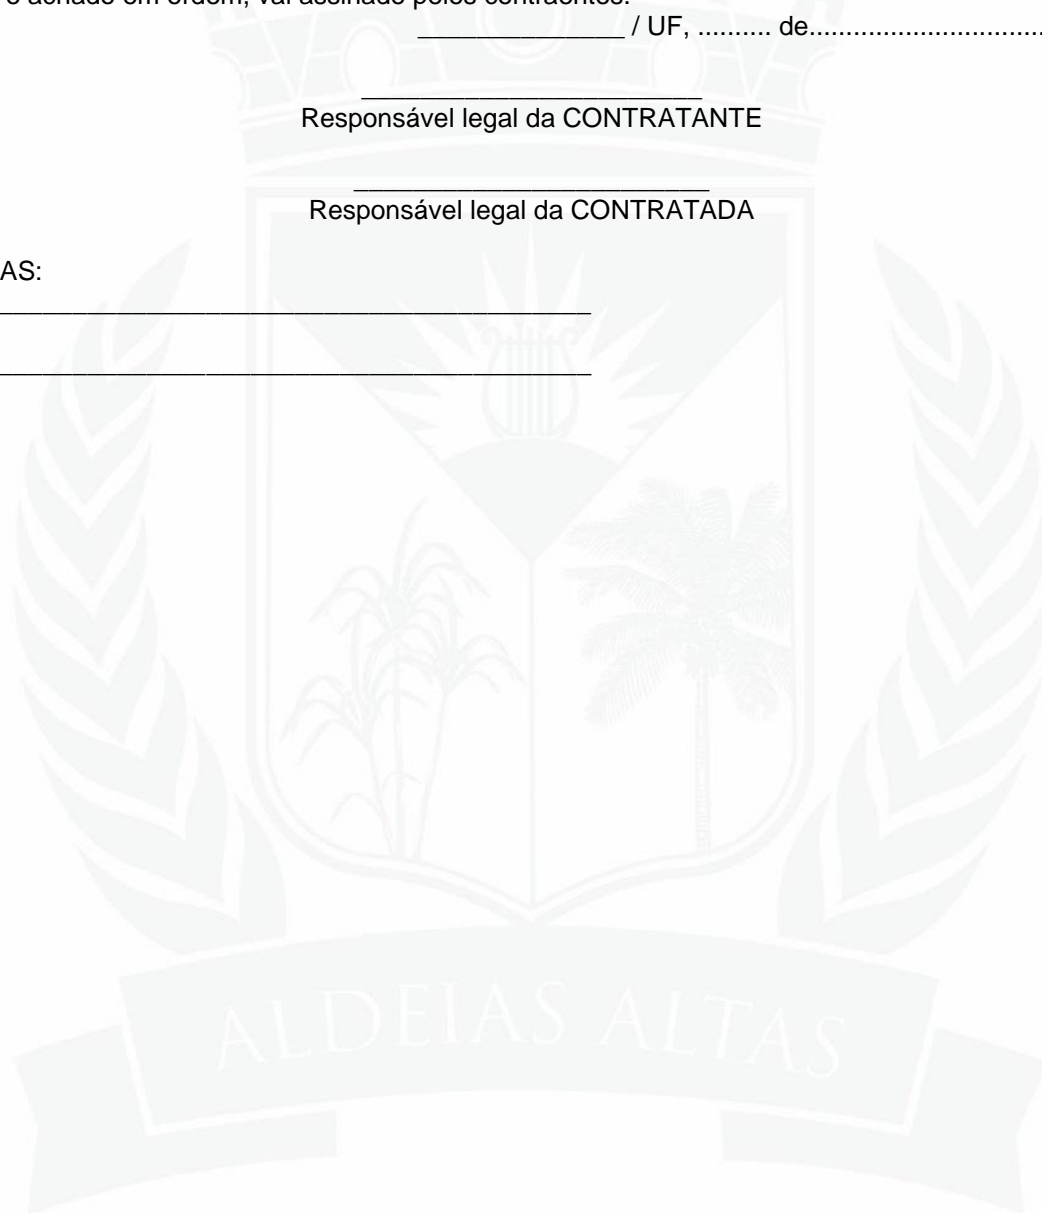 e achado em ordem, vai assinado pelos contraentes.
______________ / UF, .......... de................................
_______________________
Responsável legal da CONTRATANTE
________________________
Responsável legal da CONTRATADA
AS:
________________________________________
________________________________________
ALDEIAS ALTAS